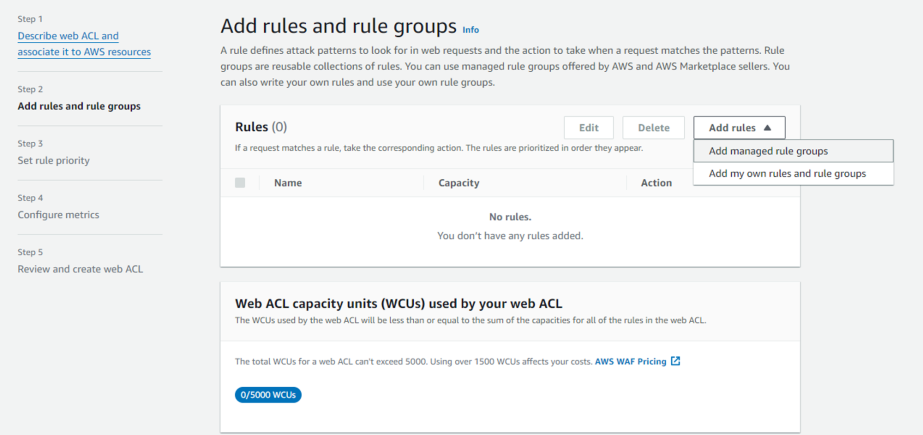 Step 1
Describe web ACL and
associate it to AWS resources
Step 2
Add rules and rule groups
Step 3
Set rule priority
Step 4
Configure metrics
Step 5
Review and create web ACL
Add rules and rule groups Info
A rule defines attack patterns to look for in web requests and the action to take when a request matches the patterns. Rule
groups are reusable collections of rules. You can use managed rule groups offered by AWS and AWS Marketplace sellers. You
can also write your own rules and use your own rule groups.
Rules (0)
Edit
Delete
Add rules
If a request matches a rule, take the corresponding action. The rules are prioritized in order they appear.
Add managed rule groups
Add my own rules and rule groups
Name
Capacity
Action
No rules.
You don't have any rules added.
Web ACL capacity units (WCUs) used by your web ACL
The WCUs used by the web ACL will be less than or equal to the sum of the capacities for all of the rules in the web ACL.
The total WCUs for a web ACL can't exceed 5000. Using over 1500 WCUs affects your costs. AWS WAF Pricing
0/5000 WCUs